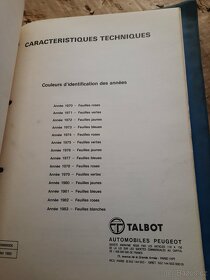 CARACTERISTIQUES TECHNIQUES
Couleurs d'identification des années
Année 1970 - Feuilles roses
Année 1971 - Feuilles vertes
Année 1972 - Feuilles jaunes
Année 1973 - Feuilles bleues
Année 1974 - Feuilles roses
Année 1975 - Feuilles vertes
Année 1976 - Feuilles jaunes
Année 1977 - Feuilles bleues
Année 1978 - Feuilles roses
Année 1979 - Feuilles vertes
Année 1980 - Feuilles jaunes
Année 1981 - Feuilles bleues
Année 1982 - Feuilles roses
Année 1983 - Feuilles blanches
TALBOT
AUTOMOBILES PEUGEOT